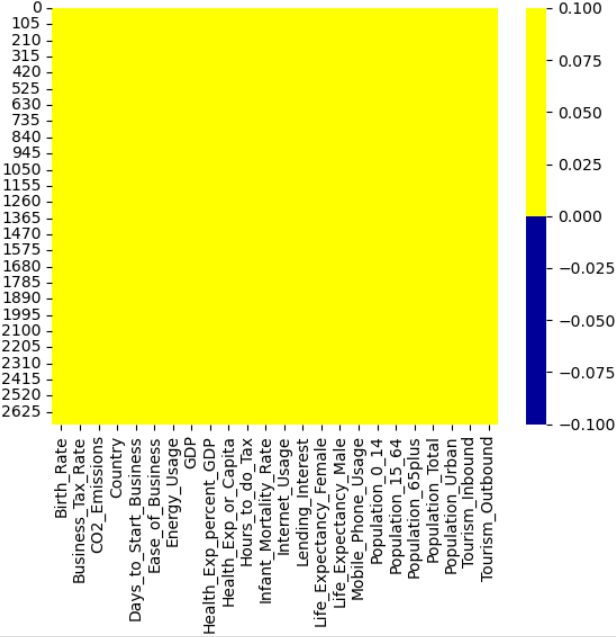 0
105
210
315
420
525
630
735
840
945
1050
1155
1260
1365
1470
1575
1680
1785
1890
1995
2100
2205
2310
2415
2520
2625
Birth_Rate
Business_Tax_Rate
CO2_Emissions
Country
Days_to_Start_Business
Ease_of_Business
Energy_Usage
GDP
Health_Exp_percent_GDP
Health_Exp_or_Capita
Hours_to_do_Tax
Infant_Mortality_Rate
Internet_Usage
Lending_Interest
Life_Expectancy_Female
Life_Expectancy_Male
Mobile_Phone_Usage
Population_0_14
Population_15_64
Population_65plus
Population_Total
Population_Urban
Tourism_Inbound
Tourism_Outbound
0.100
0.075
0.050
0.025
0.000
−0.025
−0.050
−0.075
−0.100